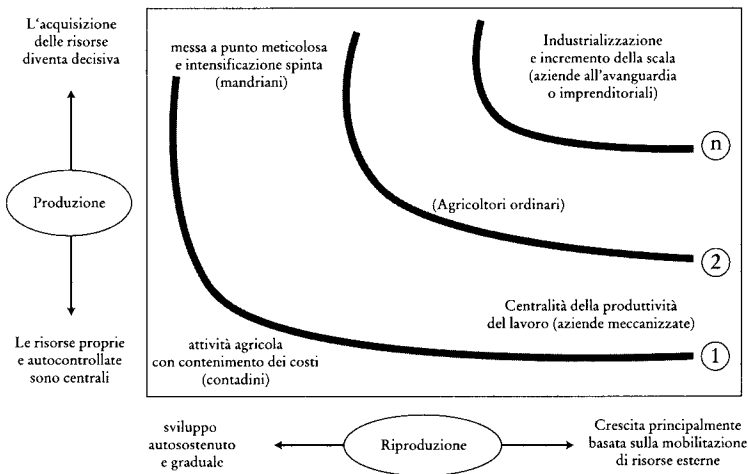 L'acquisizione
delle risorse
diventa decisiva
Produzione
Le risorse proprie
e autocontrollate
sono centrali
messa a punto meticolosa
e intensificazione spinta
(mandriani)
Industrializzazione
e incremento della scala
(aziende all'avanguardia
o imprenditoriali)
n
(Agricoltori ordinari)
2
Centralità della produttività
del lavoro (aziende meccanizzate)
attività agricola
con contenimento dei costi
(contadini)
1
sviluppo
autosostenuto
e graduale
Riproduzione
Crescita principalmente
basata sulla mobilitazione
di risorse esterne